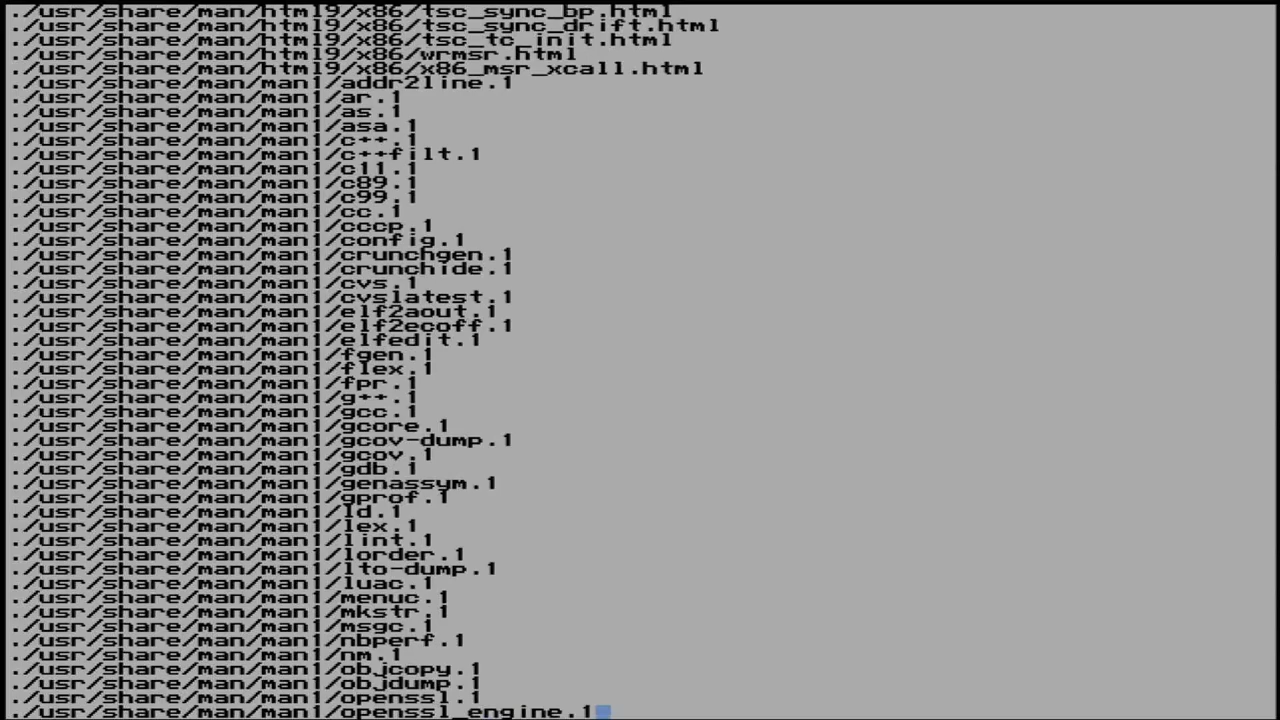 ./usr/share/man/html9/x86/tsc_sync_bp.html
./usr/share/man/html9/x86/tsc_sync_drift.html
./usr/share/man/html9/x86/tsc_tc_init.html
./usr/share/man/html9/x86/wrmsr.html
./usr/share/man/html9/x86/x86_msr_xcall.html
./usr/share/man/man1/addr2line.1
./usr/share/man/man1/ar.1
./usr/share/man/man1/as.1
./usr/share/man/man1/asa.1
./usr/share/man/man1/c++.1
./usr/share/man/man1/c++filt.1
./usr/share/man/man1/c11.1
./usr/share/man/man1/c89.1
./usr/share/man/man1/c99.1
./usr/share/man/man1/cc.1
./usr/share/man/man1/cccp.1
./usr/share/man/man1/config.1
./usr/share/man/man1/crunchgen.1
./usr/share/man/man1/crunchide.1
./usr/share/man/man1/cvs.1
./usr/share/man/man1/cvslatest.1
./usr/share/man/man1/elf2aout.1
./usr/share/man/man1/elf2ecoff.1
./usr/share/man/man1/elfedit.1
./usr/share/man/man1/fgen.1
./usr/share/man/man1/flex.1
./usr/share/man/man1/fpr.1
./usr/share/man/man1/g++.1
./usr/share/man/man1/gcc.1
./usr/share/man/man1/gcore.1
./usr/share/man/man1/gcov-dump.1
./usr/share/man/man1/gcov.1
./usr/share/man/man1/gdb.1
./usr/share/man/man1/genassym.1
./usr/share/man/man1/gprof.1
./usr/share/man/man1/ld.1
./usr/share/man/man1/lex.1
./usr/share/man/man1/lint.1
./usr/share/man/man1/lorder.1
./usr/share/man/man1/lto-dump.1
./usr/share/man/man1/luac.1
./usr/share/man/man1/menuc.1
./usr/share/man/man1/mkstr.1
./usr/share/man/man1/msgc.1
./usr/share/man/man1/nbperf.1
./usr/share/man/man1/nm.1
./usr/share/man/man1/objcopy.1
./usr/share/man/man1/objdump.1
./usr/share/man/man1/openssl.1
./usr/share/man/man1/openssl_engine.1